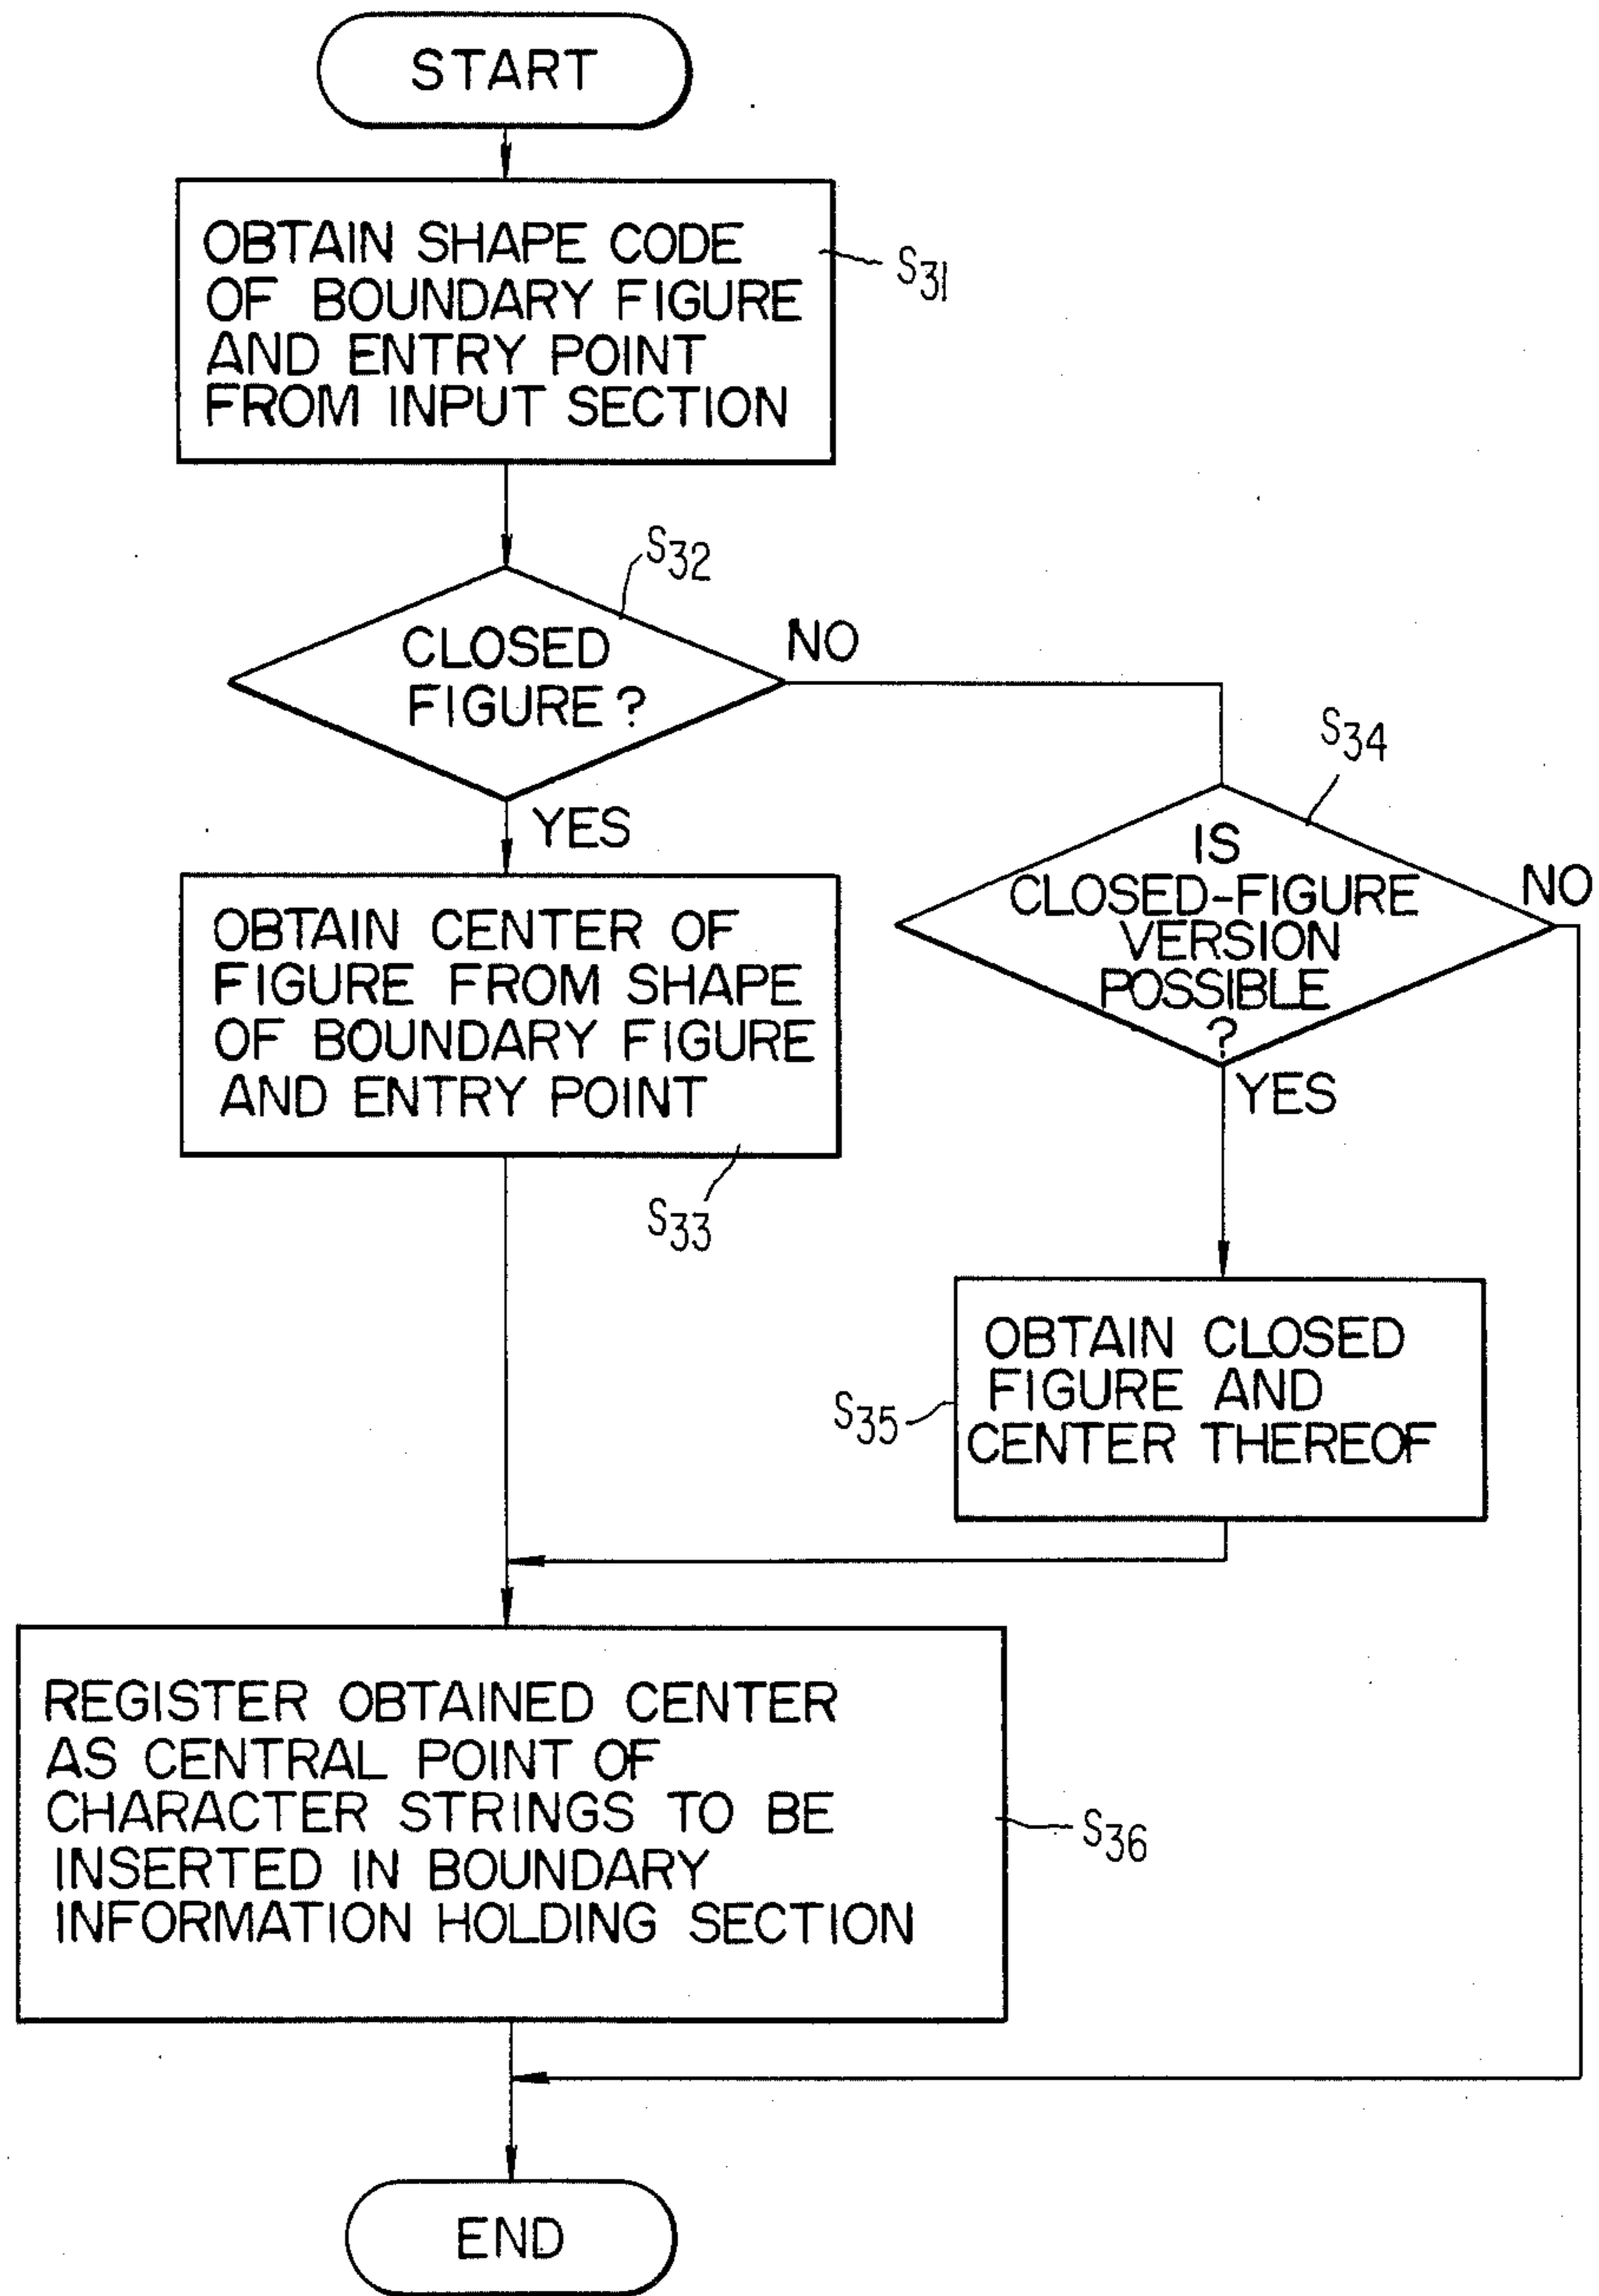 START
OBTAIN SHAPE CODE
OF BOUNDARY FIGURE
AND ENTRY POINT
FROM INPUT SECTION
S31
S32
CLOSED
FIGURE?
NO
YES
S34
IS
CLOSED-FIGURE
VERSION
POSSIBLE
?
NO
YES
OBTAIN CENTER OF
FIGURE FROM SHAPE
OF BOUNDARY FIGURE
AND ENTRY POINT
S33
OBTAIN CLOSED
FIGURE AND
CENTER THEREOF
S35
REGISTER OBTAINED CENTER
AS CENTRAL POINT OF
CHARACTER STRINGS TO BE
INSERTED IN BOUNDARY
INFORMATION HOLDING SECTION
S36
END